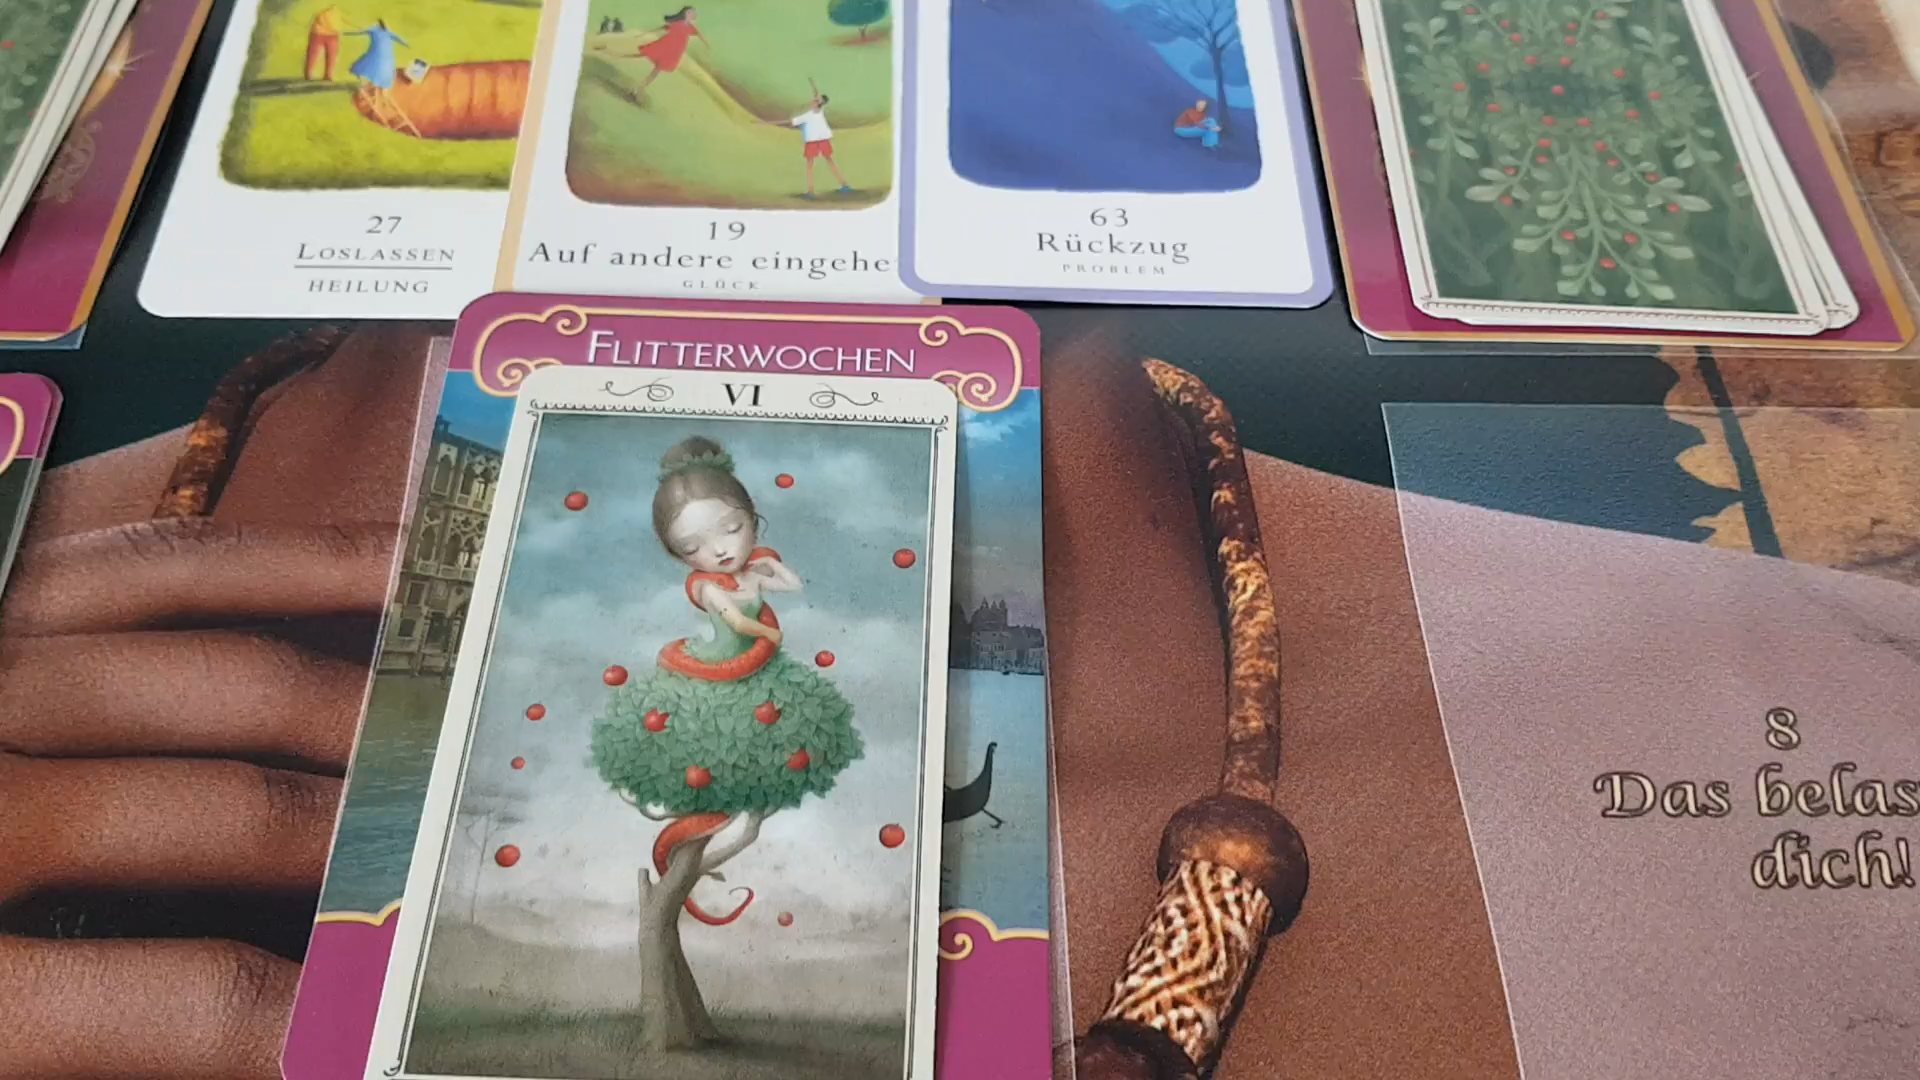 27
LOSLASSEN
HEILUNG
19
Auf andere eingehe
GLÜCK
63
Rückzug
PROBLEM
FLITTERWOCHEN
VI
8
Das belas
dich!